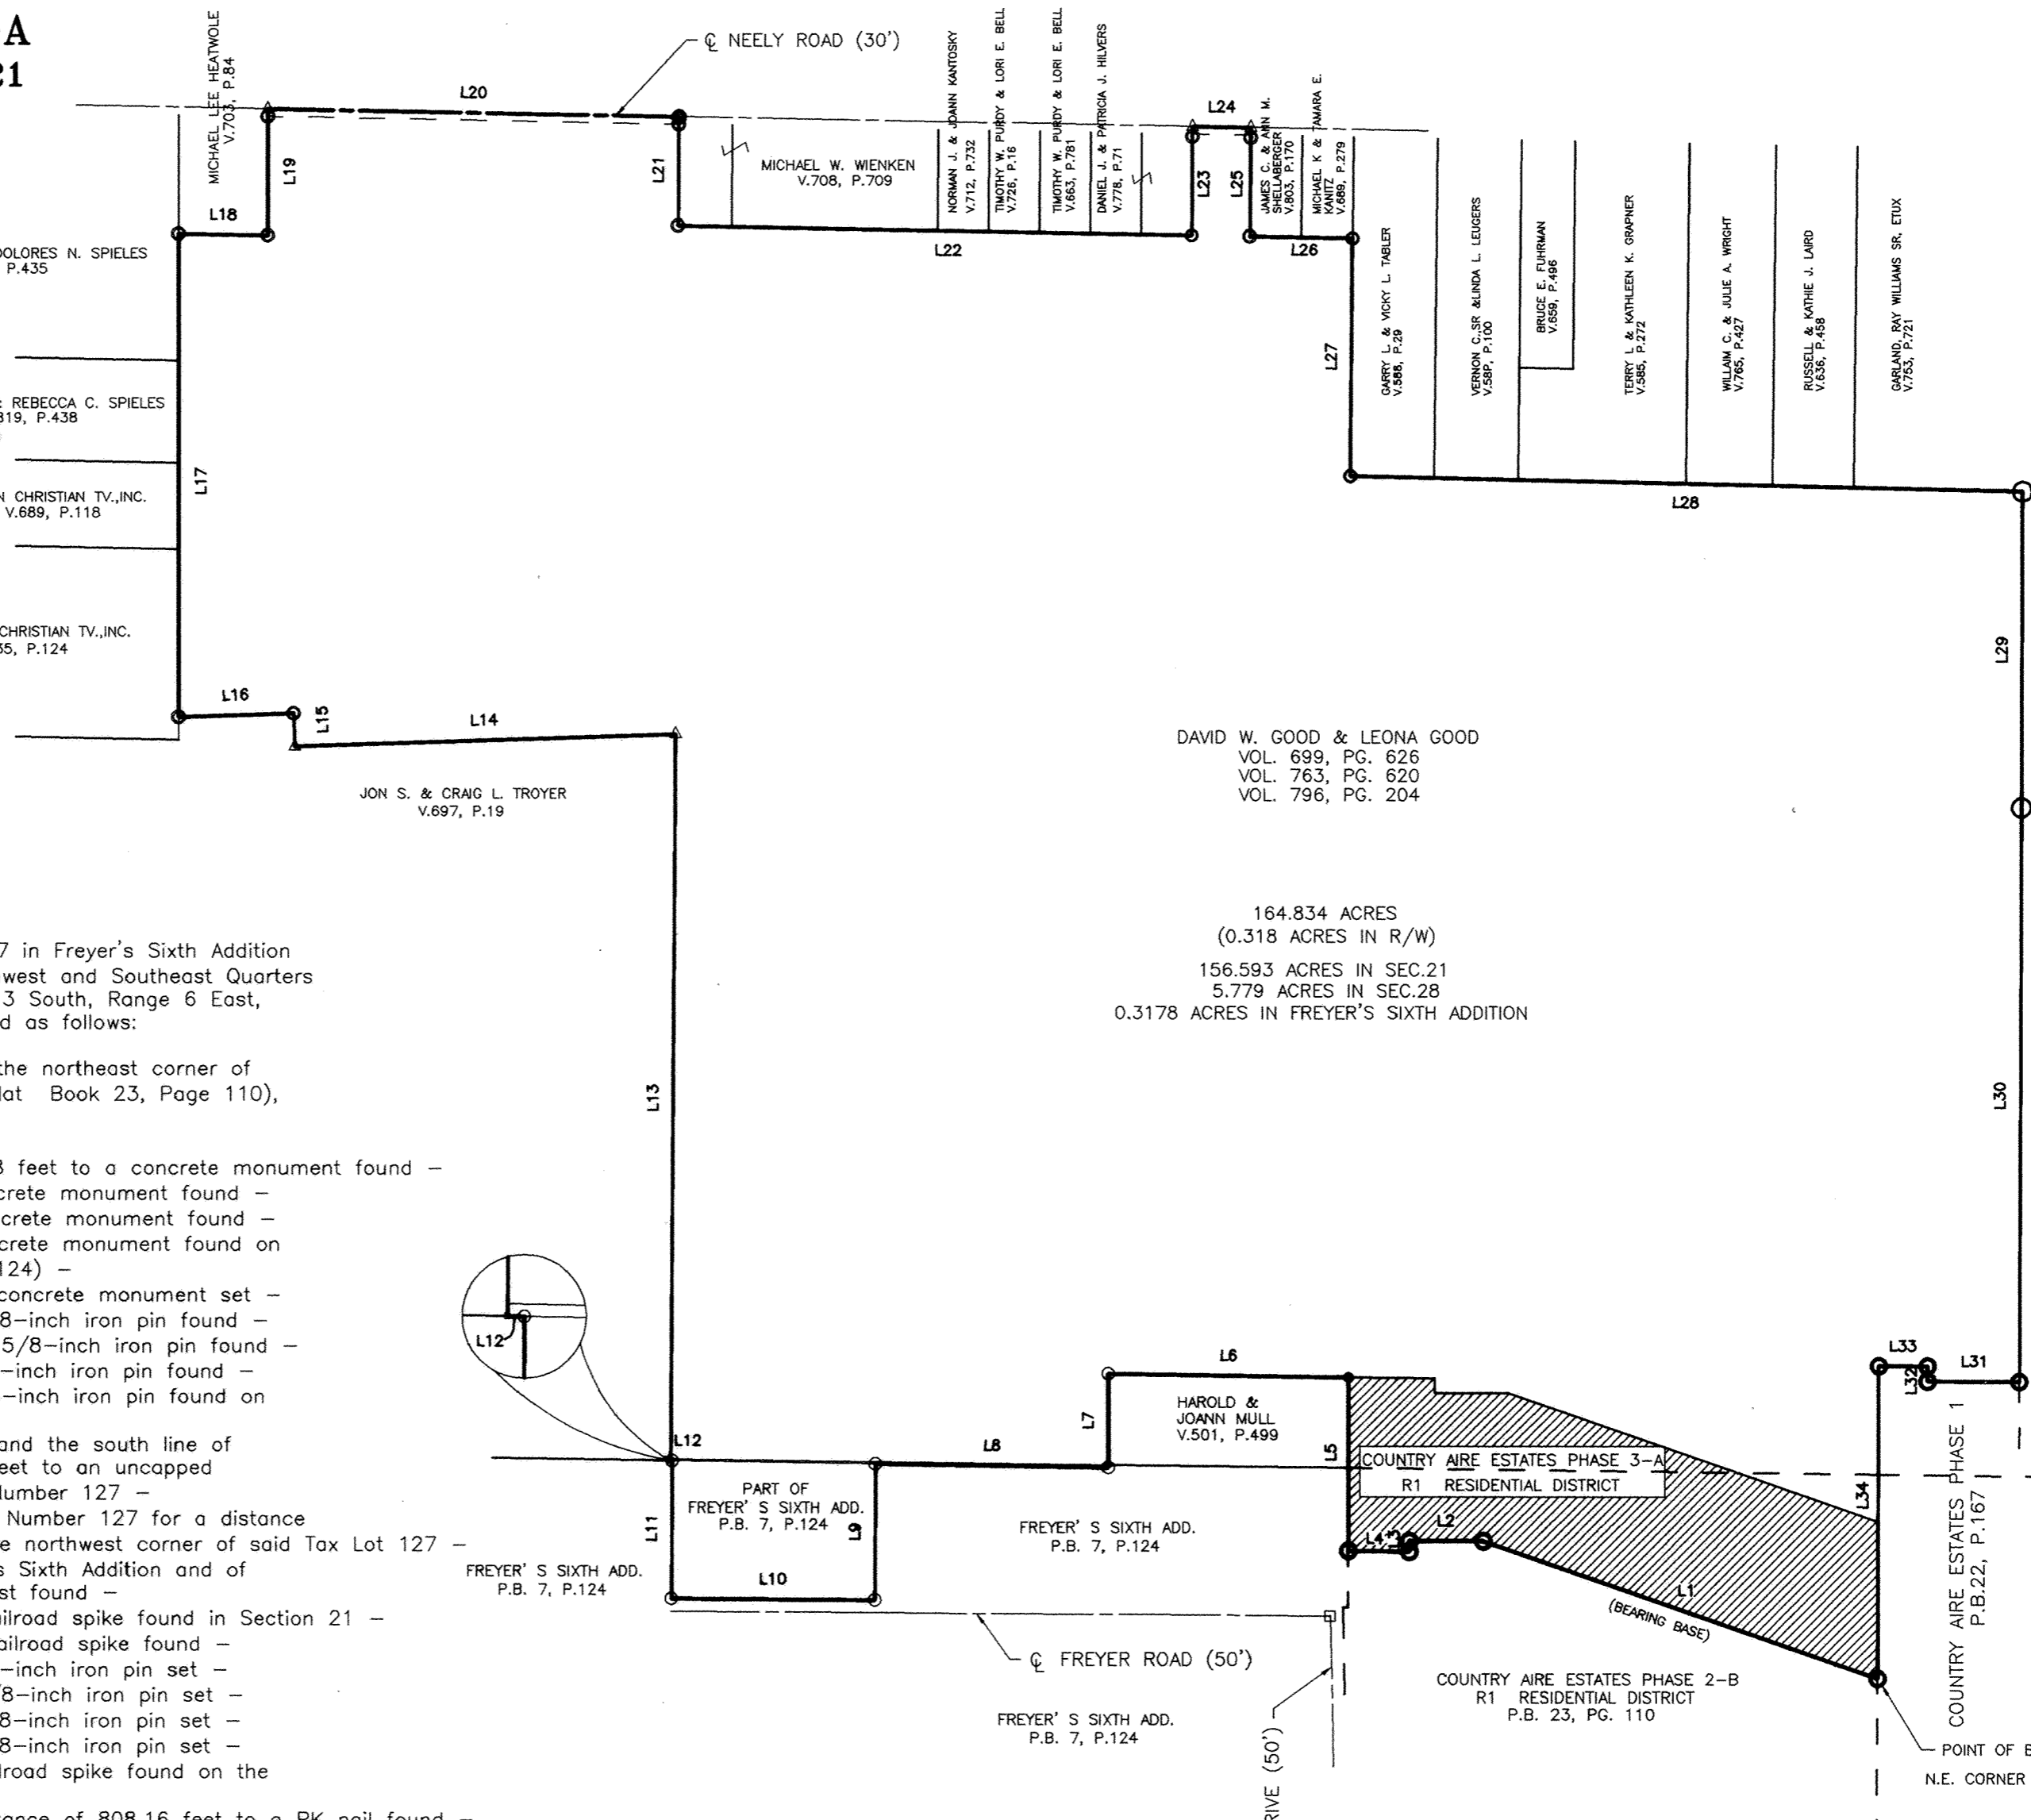 A
21
MICHAEL LEE HEATWOLE
V.703, P.84
L20
℄ NEELY ROAD (30')
L19
L18
L21
MICHAEL W. WIENKEN
V.708, P.709
NORMAN J. & JOANN KANTOSKY
V.712, P.732
TIMOTHY W. PURDY & LORI E. BELL
V.726, P.16
TIMOTHY W. PURDY & LORI E. BELL
V.663, P.781
DANIEL J. & PATRICIA J. HILVERS
V.778, P.71
L22
L23
L24
L25
JAMES C. & ANN M.
SHELLABERGER
V.803, P.170
MICHAEL K & TAMARA E.
KANITZ
V.689, P.279
L26
L27
GARRY L. & VICKY L. TABLER
V.588, P.29
VERNON C.,SR &LINDA L. LEUGERS
V.58P, P.100
BRUCE E. FUHRMAN
V.659, P.496
TERRY L & KATHLEEN K. GRAPNER
V.585, P.272
WILLAIM C. & JULIE A. WRIGHT
V.765, P.427
RUSSELL & KATHIE J. LAIRD
V.636, P.458
GARLAND, RAY WILLIAMS SR, ETUX
V.753, P.721
L28
DOLORES N. SPIELES
P.435
REBECCA C. SPIELES
819, P.438
L17
N CHRISTIAN TV.,INC.
V.689, P.118
CHRISTIAN TV.,INC.
35, P.124
L16
L15
L14
JON S. & CRAIG L. TROYER
V.697, P.19
L29
DAVID W. GOOD & LEONA GOOD
VOL. 699, PG. 626
VOL. 763, PG. 620
VOL. 796, PG. 204
164.834 ACRES
(0.318 ACRES IN R/W)
156.593 ACRES IN SEC.21
5.779 ACRES IN SEC.28
0.3178 ACRES IN FREYER'S SIXTH ADDITION
7 in Freyer's Sixth Addition
west and Southeast Quarters
3 South, Range 6 East,
d as follows:
the northeast corner of
lat Book 23, Page 110),
L13
L30
8 feet to a concrete monument found –
crete monument found –
crete monument found –
crete monument found on
124) –
concrete monument set –
8–inch iron pin found –
5/8–inch iron pin found –
–inch iron pin found –
–inch iron pin found on
and the south line of
eet to an uncapped
Number 127 –
Number 127 for a distance
e northwest corner of said Tax Lot 127 –
s Sixth Addition and of
st found –
ailroad spike found in Section 21 –
ailroad spike found –
–inch iron pin set –
/8–inch iron pin set –
8–inch iron pin set –
8–inch iron pin set –
lroad spike found on the
tance of 808.16 feet to a PK nail found –
L12
L12
L6
L7
HAROLD &
JOANN MULL
V.501, P.499
L8
L5
L33
L32
L31
L34
COUNTRY AIRE ESTATES PHASE 3–A
R1 RESIDENTIAL DISTRICT
PART OF
FREYER' S SIXTH ADD.
P.B. 7, P.124
L11
L9
L10
FREYER' S SIXTH ADD.
P.B. 7, P.124
FREYER' S SIXTH ADD.
P.B. 7, P.124
L4
L3
L2
L1
(BEARING BASE)
℄ FREYER ROAD (50')
FREYER' S SIXTH ADD.
P.B. 7, P.124
RIVE (50')
COUNTRY AIRE ESTATES PHASE 2–B
R1 RESIDENTIAL DISTRICT
P.B. 23, PG. 110
COUNTRY AIRE ESTATES PHASE 1
P.B.22, P.167
POINT OF B
N.E. CORNER